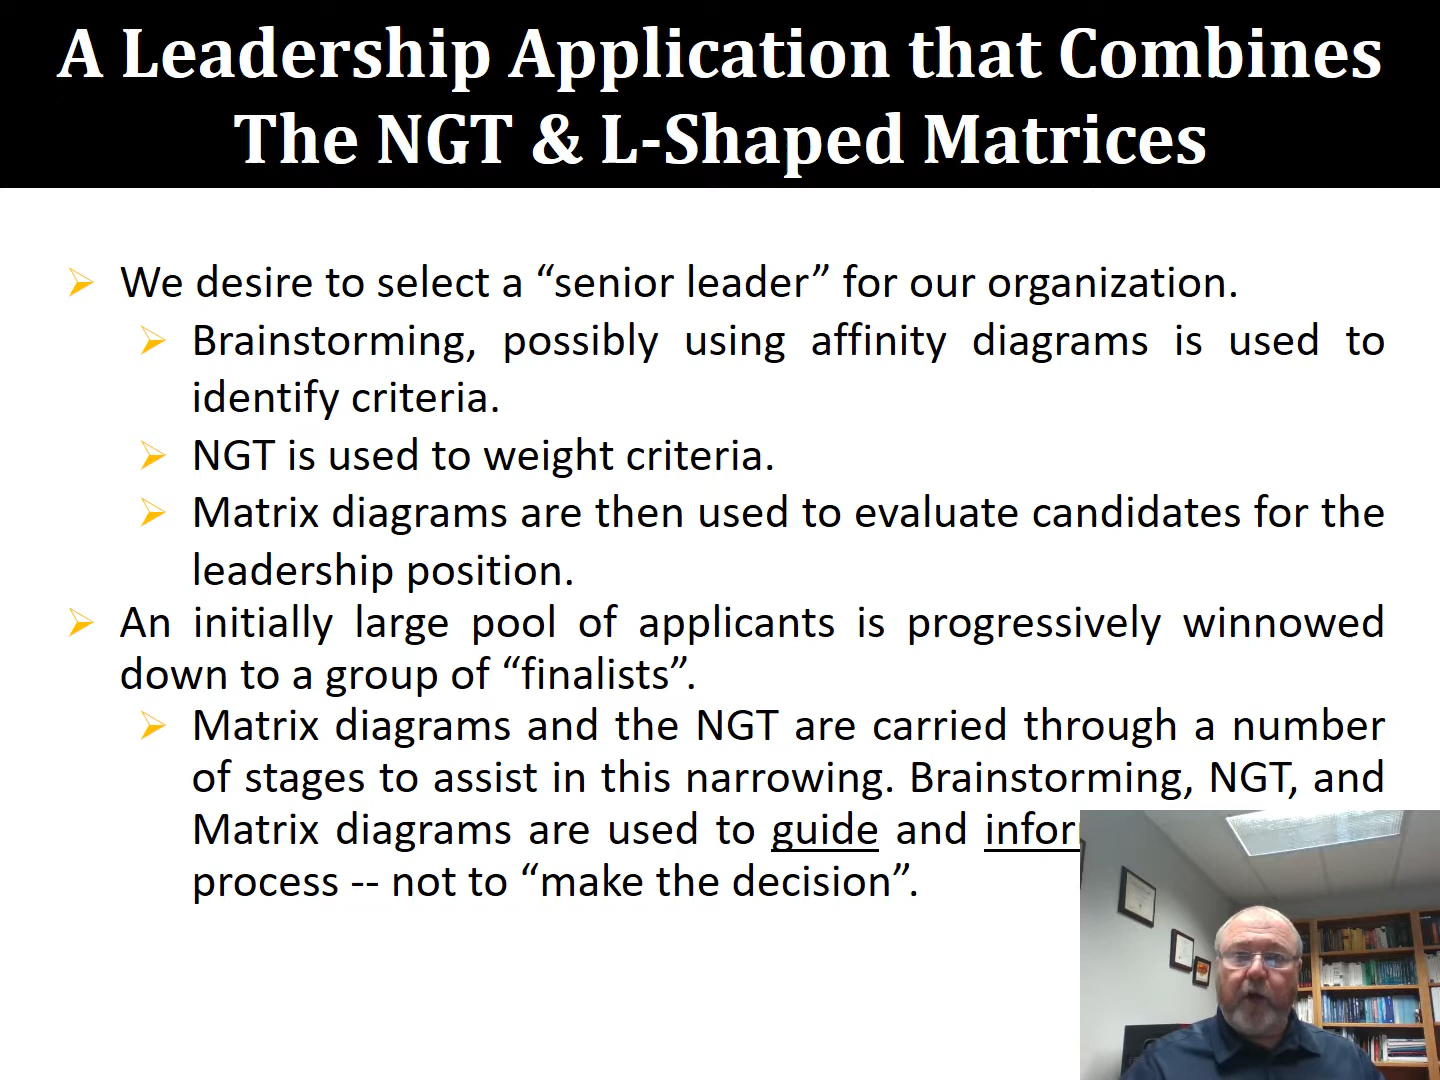 A Leadership Application that Combines
The NGT & L-Shaped Matrices
We desire to select a “senior leader” for our organization.
Brainstorming, possibly using affinity diagrams is used to
identify criteria.
NGT is used to weight criteria.
Matrix diagrams are then used to evaluate candidates for the
leadership position.
An initially large pool of applicants is progressively winnowed
down to a group of “finalists”.
Matrix diagrams and the NGT are carried through a number
of stages to assist in this narrowing. Brainstorming, NGT, and
Matrix diagrams are used to guide and
process -- not to “make the decision”.